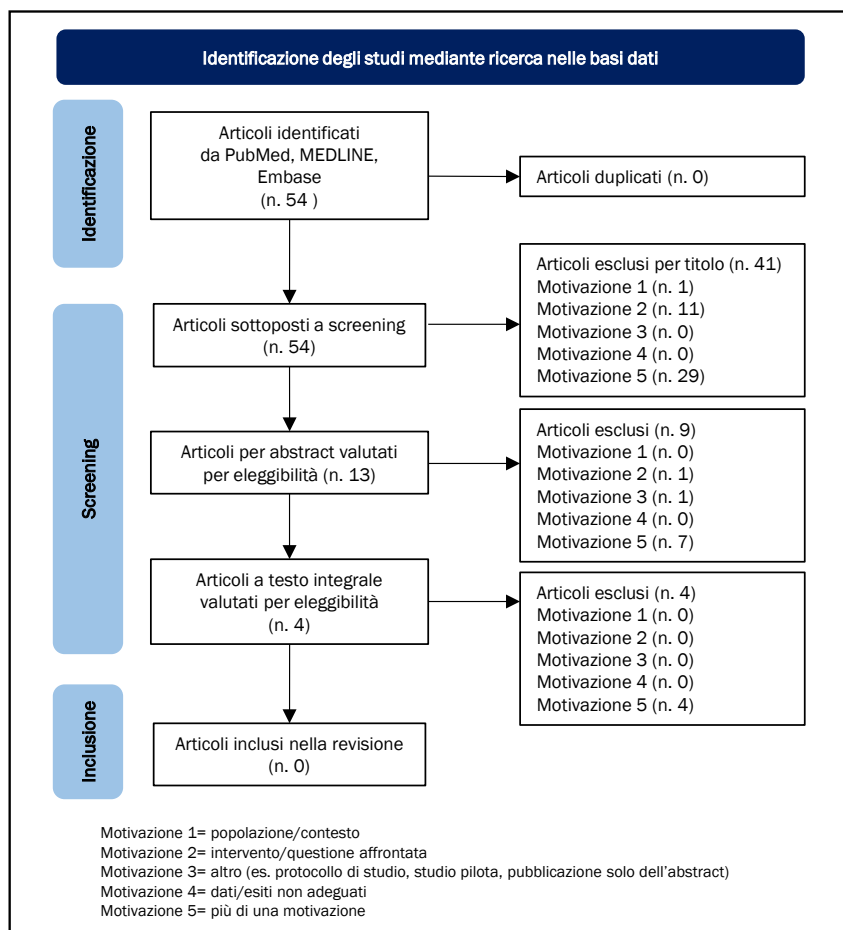 Identificazione degli studi mediante ricerca nelle basi dati
Identificazione
Articoli identificati
da PubMed, MEDLINE,
Embase
(n. 54 )
Articoli duplicati (n. 0)
Screening
Articoli sottoposti a screening
(n. 54)
Articoli esclusi per titolo (n. 41)
Motivazione 1 (n. 1)
Motivazione 2 (n. 11)
Motivazione 3 (n. 0)
Motivazione 4 (n. 0)
Motivazione 5 (n. 29)
Articoli per abstract valutati
per eleggibilità (n. 13)
Articoli esclusi (n. 9)
Motivazione 1 (n. 0)
Motivazione 2 (n. 1)
Motivazione 3 (n. 1)
Motivazione 4 (n. 0)
Motivazione 5 (n. 7)
Articoli a testo integrale
valutati per eleggibilità
(n. 4)
Articoli esclusi (n. 4)
Motivazione 1 (n. 0)
Motivazione 2 (n. 0)
Motivazione 3 (n. 0)
Motivazione 4 (n. 0)
Motivazione 5 (n. 4)
Inclusione
Articoli inclusi nella revisione
(n. 0)
Motivazione 1= popolazione/contesto
Motivazione 2= intervento/questione affrontata
Motivazione 3= altro (es. protocollo di studio, studio pilota, pubblicazione solo dell'abstract)
Motivazione 4= dati/esiti non adeguati
Motivazione 5= più di una motivazione